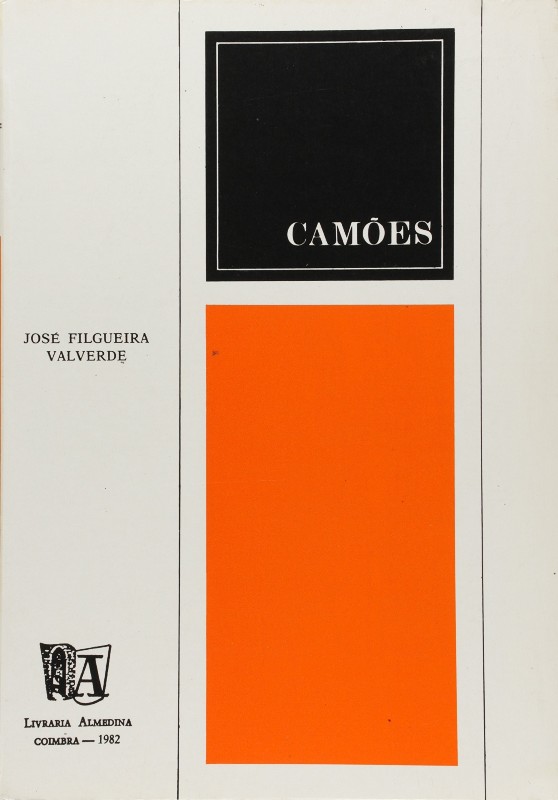 CAMÕES
JOSÉ FILGUEIRA
VALVERDE
A
LIVRARIA ALMEDINA
COIMBRA — 1982